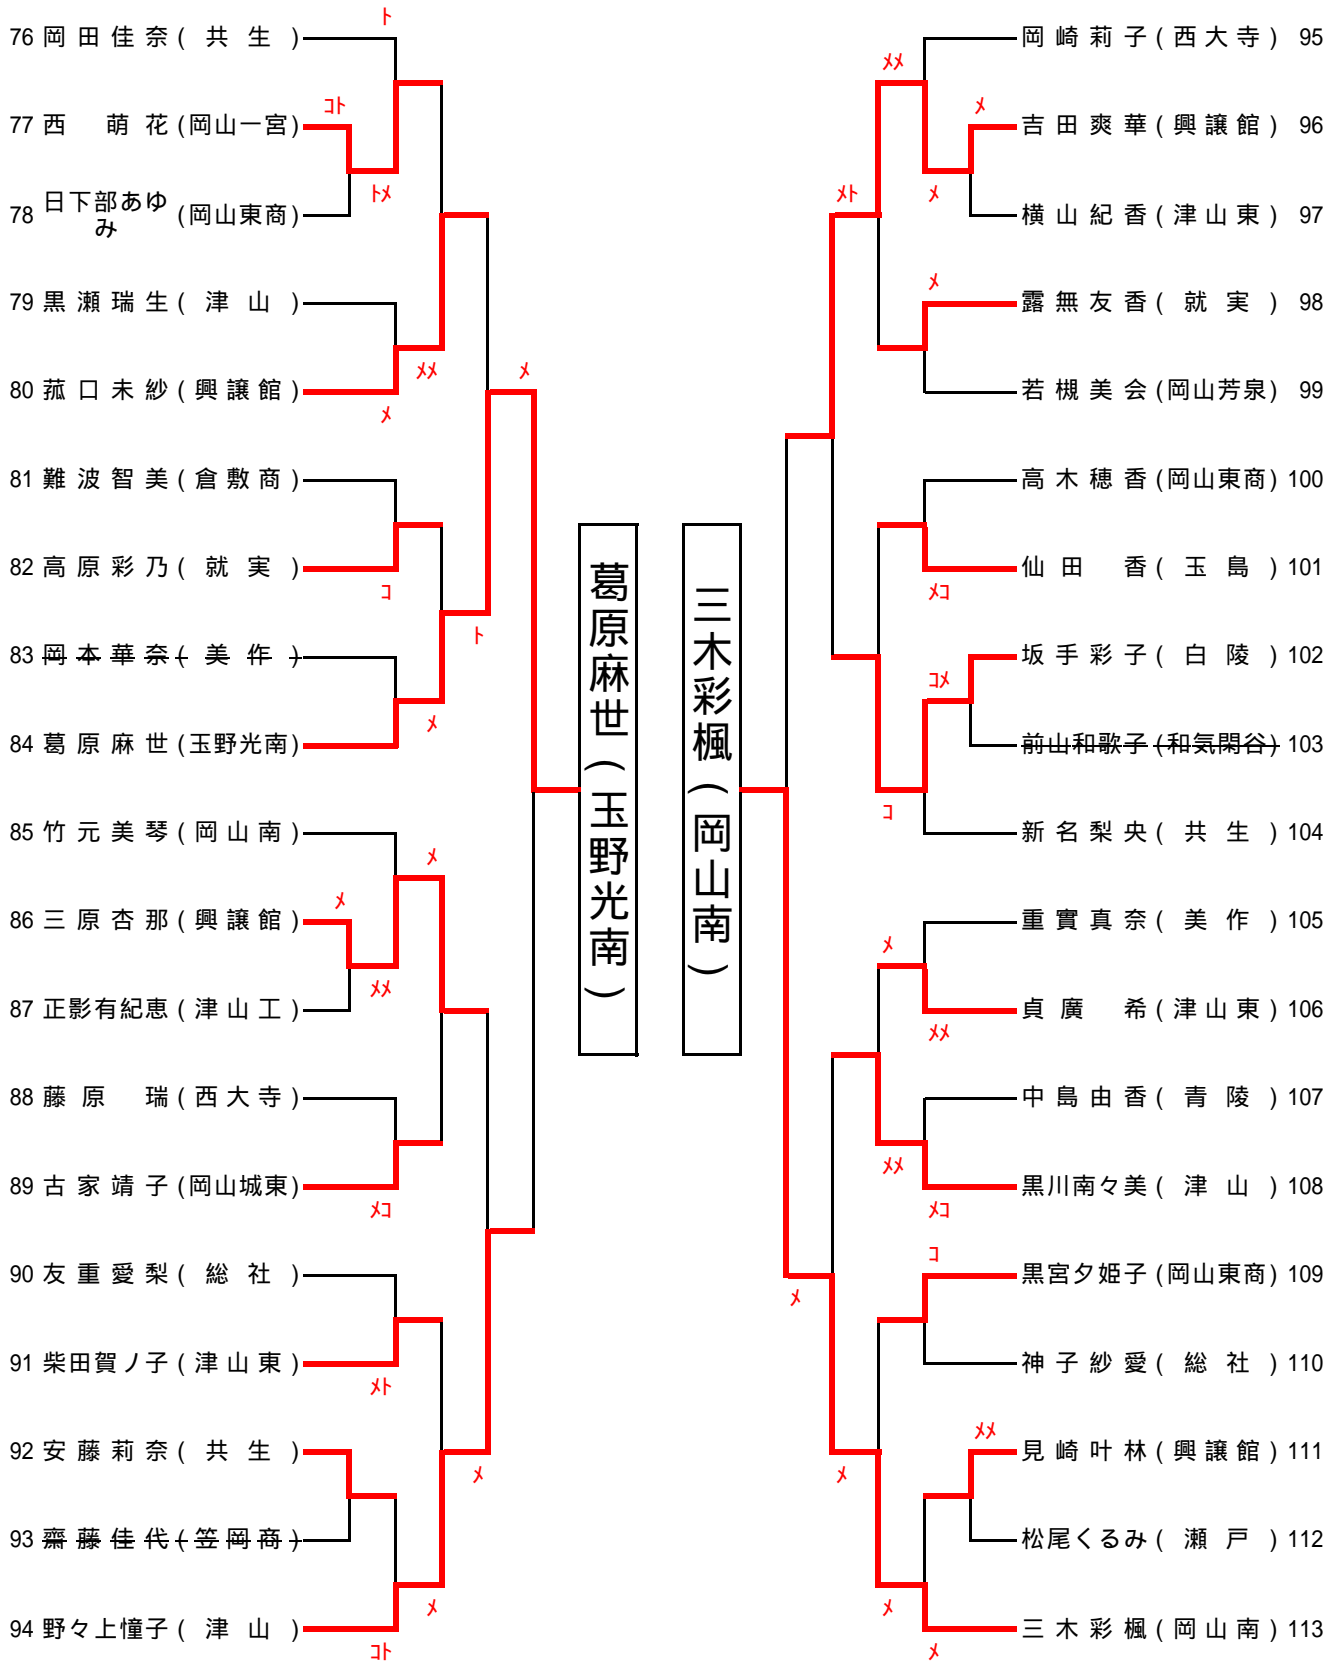 ト
76 岡田佳奈(共生)
コト
77 西 萌花(岡山一宮)
トメ
78 日下部あゆみ(岡山東商)
79 黒瀬瑞生(津山)
メメ
80 菰口未紗(興譲館)
メ
メ
81 難波智美(倉敷商)
82 高原彩乃(就実)
コ
ト
83 岡本華奈(美作)
メ
84 葛原麻世(玉野光南)
85 竹元美琴(岡山南)
メ
メ
86 三原杏那(興譲館)
メメ
87 正影有紀恵(津山工)
88 藤原 瑞(西大寺)
89 古家靖子(岡山城東)
メコ
90 友重愛梨(総社)
91 柴田賀ノ子(津山東)
メト
92 安藤莉奈(共生)
メ
93 齋藤佳代(笠岡商)
メ
94 野々上憧子(津山)
コト
葛原麻世(玉野光南)
三木彩楓(岡山南)
岡崎莉子(西大寺) 95
メメ
メ
吉田爽華(興譲館) 96
メト
メ
横山紀香(津山東) 97
メ
露無友香(就実) 98
若槻美会(岡山芳泉) 99
高木穂香(岡山東商) 100
仙田 香(玉島) 101
メコ
坂手彩子(白陵) 102
コメ
前山和歌子(和気閑谷) 103
コ
新名梨央(共生) 104
重實真奈(美作) 105
メ
貞廣 希(津山東) 106
メメ
中島由香(青陵) 107
メメ
黒川南々美(津山) 108
メコ
コ
黒宮夕姫子(岡山東商) 109
メ
神子紗愛(総社) 110
メメ
見崎叶林(興譲館) 111
メ
松尾くるみ(瀬戸) 112
メ
三木彩楓(岡山南) 113
メ